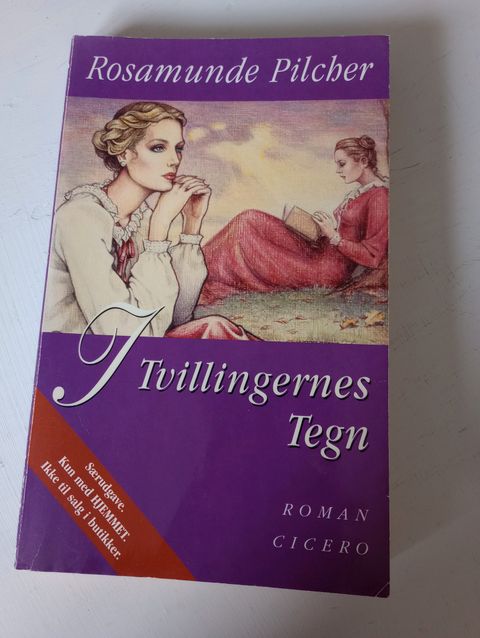 Rosamunde Pilcher
I Tvillingernes
Tegn
Særudgave.
Kun med HJEMMET.
Ikke til salg i butikker.
ROMAN
CICERO